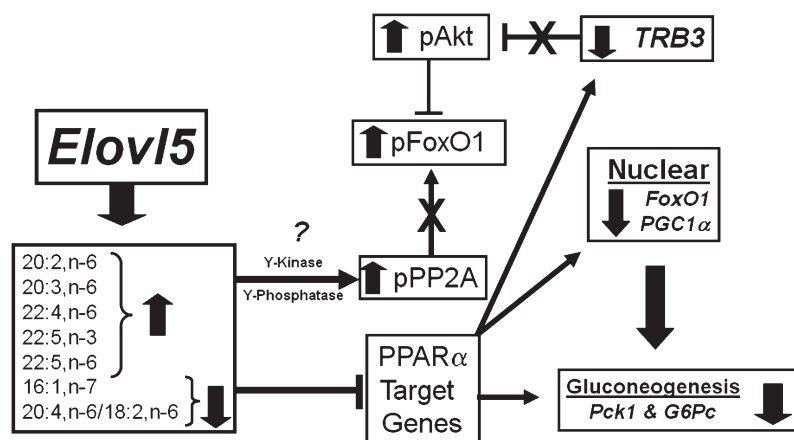 pAkt
TRB3
X
Elovl5
pFoxO1
Nuclear
FoxO1
PGC1α
X
?
Y-Kinase
Y-Phosphatase
pPP2A
20:2,n-6
20:3,n-6
22:4,n-6
22:5,n-3
22:5,n-6
16:1,n-7
20:4,n-6/18:2,n-6
PPARα
Target
Genes
Gluconeogenesis
Pck1 & G6Pc